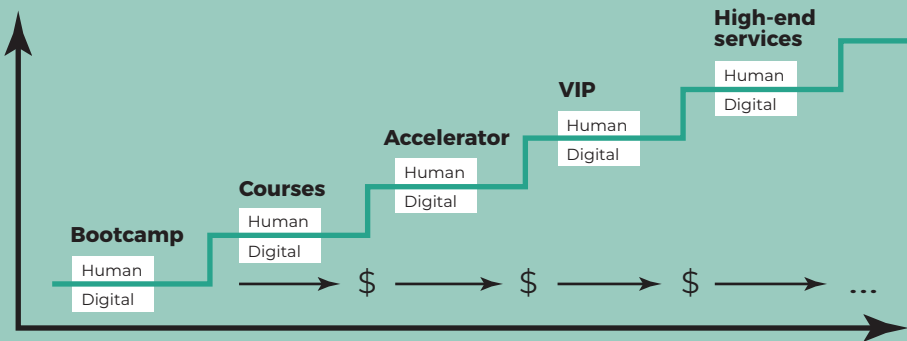 Bootcamp
Human
Digital
Courses
Human
Digital
Accelerator
Human
Digital
VIP
Human
Digital
High-end
services
Human
Digital
$
$
$
...